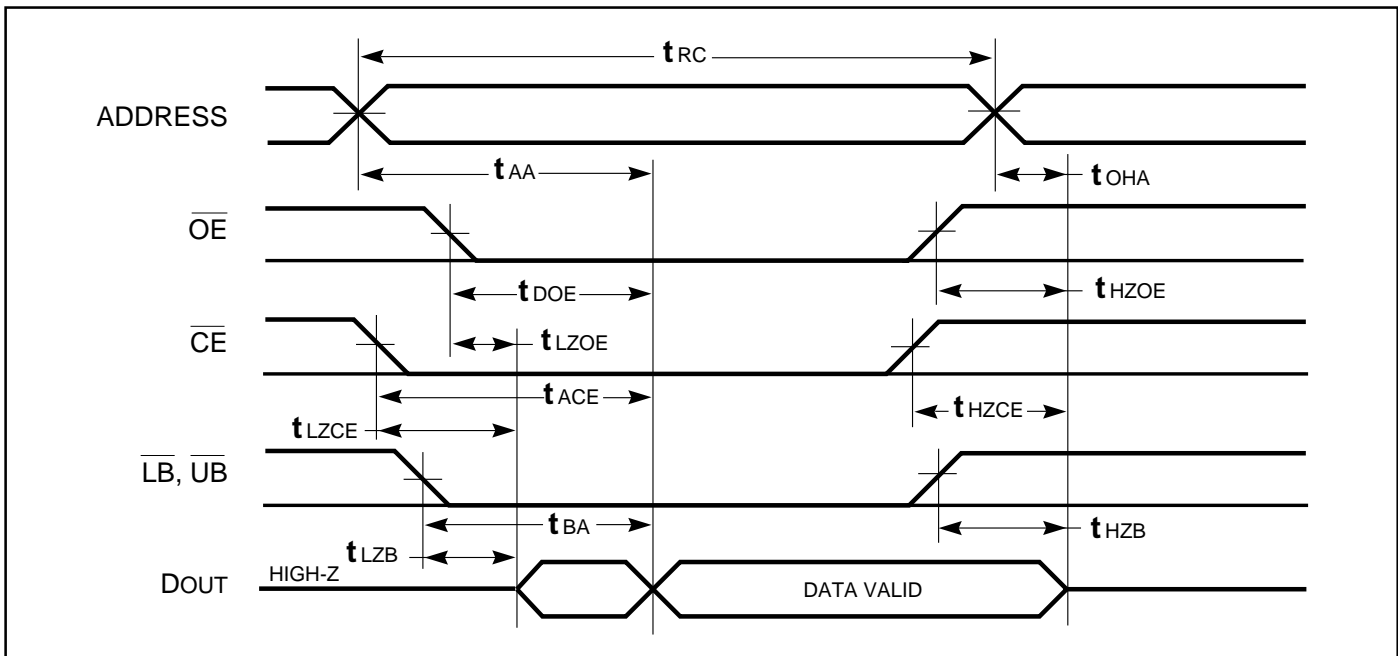 tRC
ADDRESS
tAA
tOHA
OE
tDOE
tHZOE
CE
tLZOE
tACE
tHZCE
tLZCE
LB, UB
tBA
tHZB
tLZB
HIGH-Z
DOUT
DATA VALID